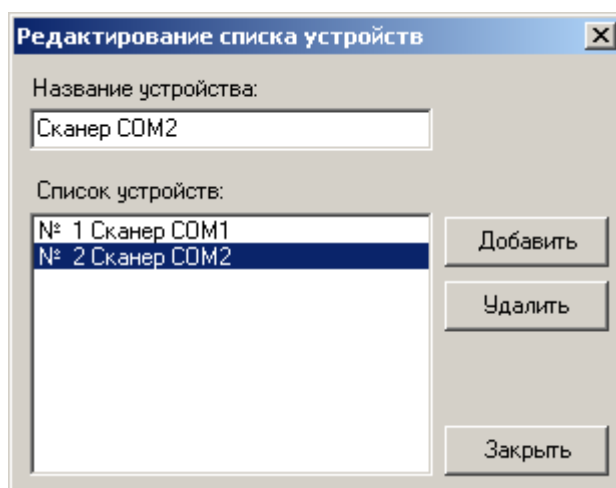 Редактирование списка устройств
Название устройства:
Сканер COM2
Список устройств:
№ 1 Сканер COM1
№ 2 Сканер COM2
Добавить
Удалить
Закрыть